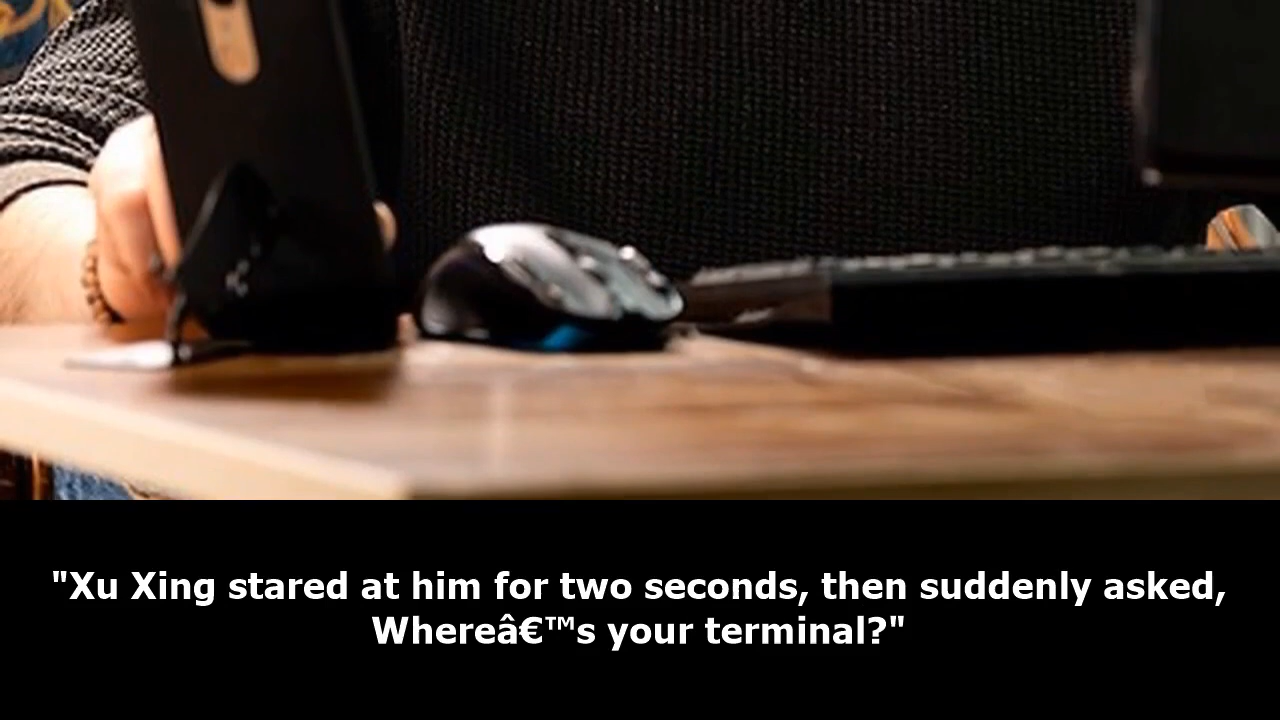 "Xu Xing stared at him for two seconds, then suddenly asked,
Whereâ€™s your terminal?"